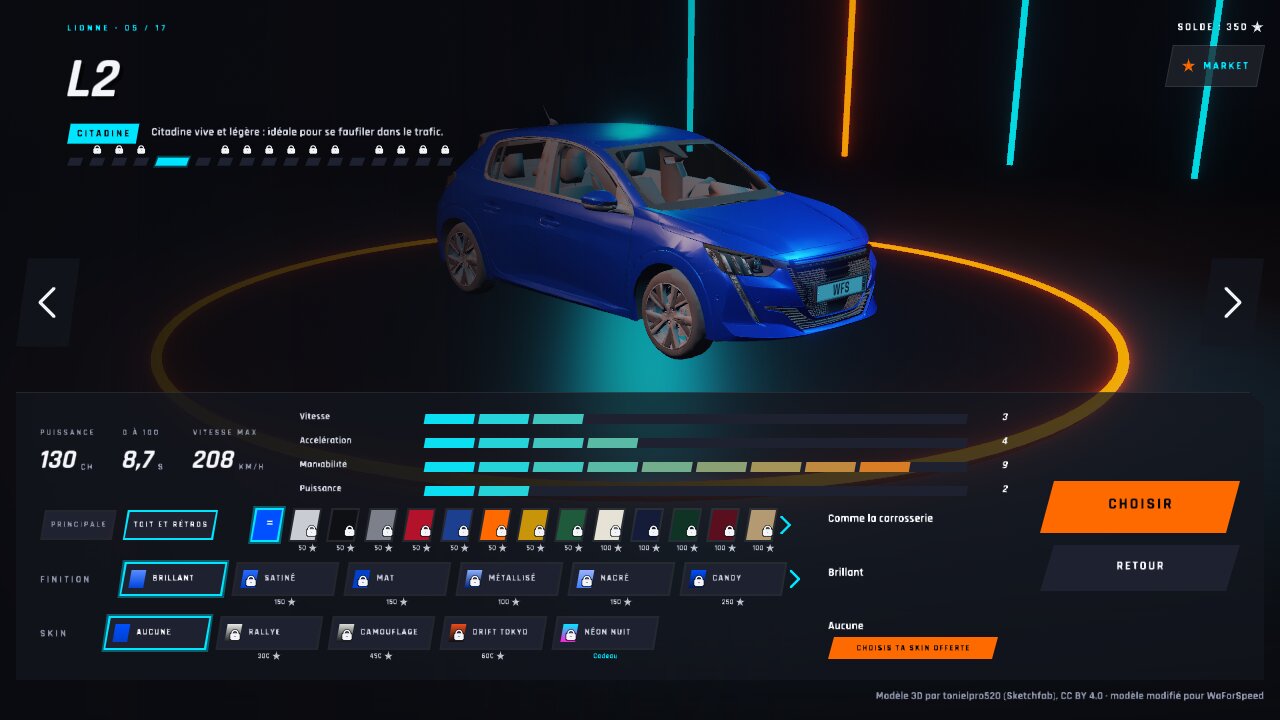 LIONNE · 05 / 17
SOLDE : 350 ★
L2
★ MARKET
CITADINE
Citadine vive et légère : idéale pour se faufiler dans le trafic.
WFS
PUISSANCE
130 CH
0 À 100
8,7 S
VITESSE MAX
208 KM/H
Vitesse 3
Accélération 4
Maniabilité 9
Puissance 2
PRINCIPALE
TOIT ET RÉTROS
=
50 ★ 50 ★ 50 ★ 50 ★ 50 ★ 50 ★ 50 ★ 50 ★ 100 ★ 100 ★ 100 ★ 100 ★ 100 ★
Comme la carrosserie
CHOISIR
FINITION
BRILLANT
SATINÉ
MAT
MÉTALLISÉ
NACRÉ
CANDY
150 ★ 150 ★ 100 ★ 150 ★ 250 ★
Brillant
RETOUR
SKIN
AUCUNE
RALLYE
CAMOUFLAGE
DRIFT TOKYO
NÉON NUIT
300 ★ 450 ★ 600 ★ Cadeau
Aucune
CHOISIS TA SKIN OFFERTE
Modèle 3D par tonielpro520 (Sketchfab), CC BY 4.0 · modèle modifié pour WaForSpeed